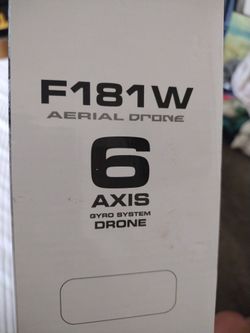 F181W
AERIAL DRONE
6
AXIS
GYRO SYSTEM
DRONE